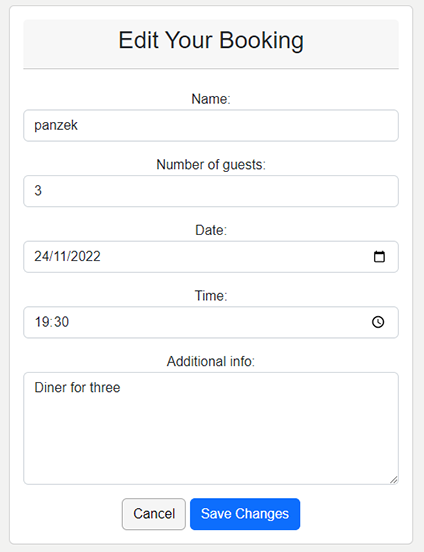 Edit Your Booking
Name:
panzek
Number of guests:
3
Date:
24/11/2022
Time:
19:30
Additional info:
Diner for three
Cancel Save Changes